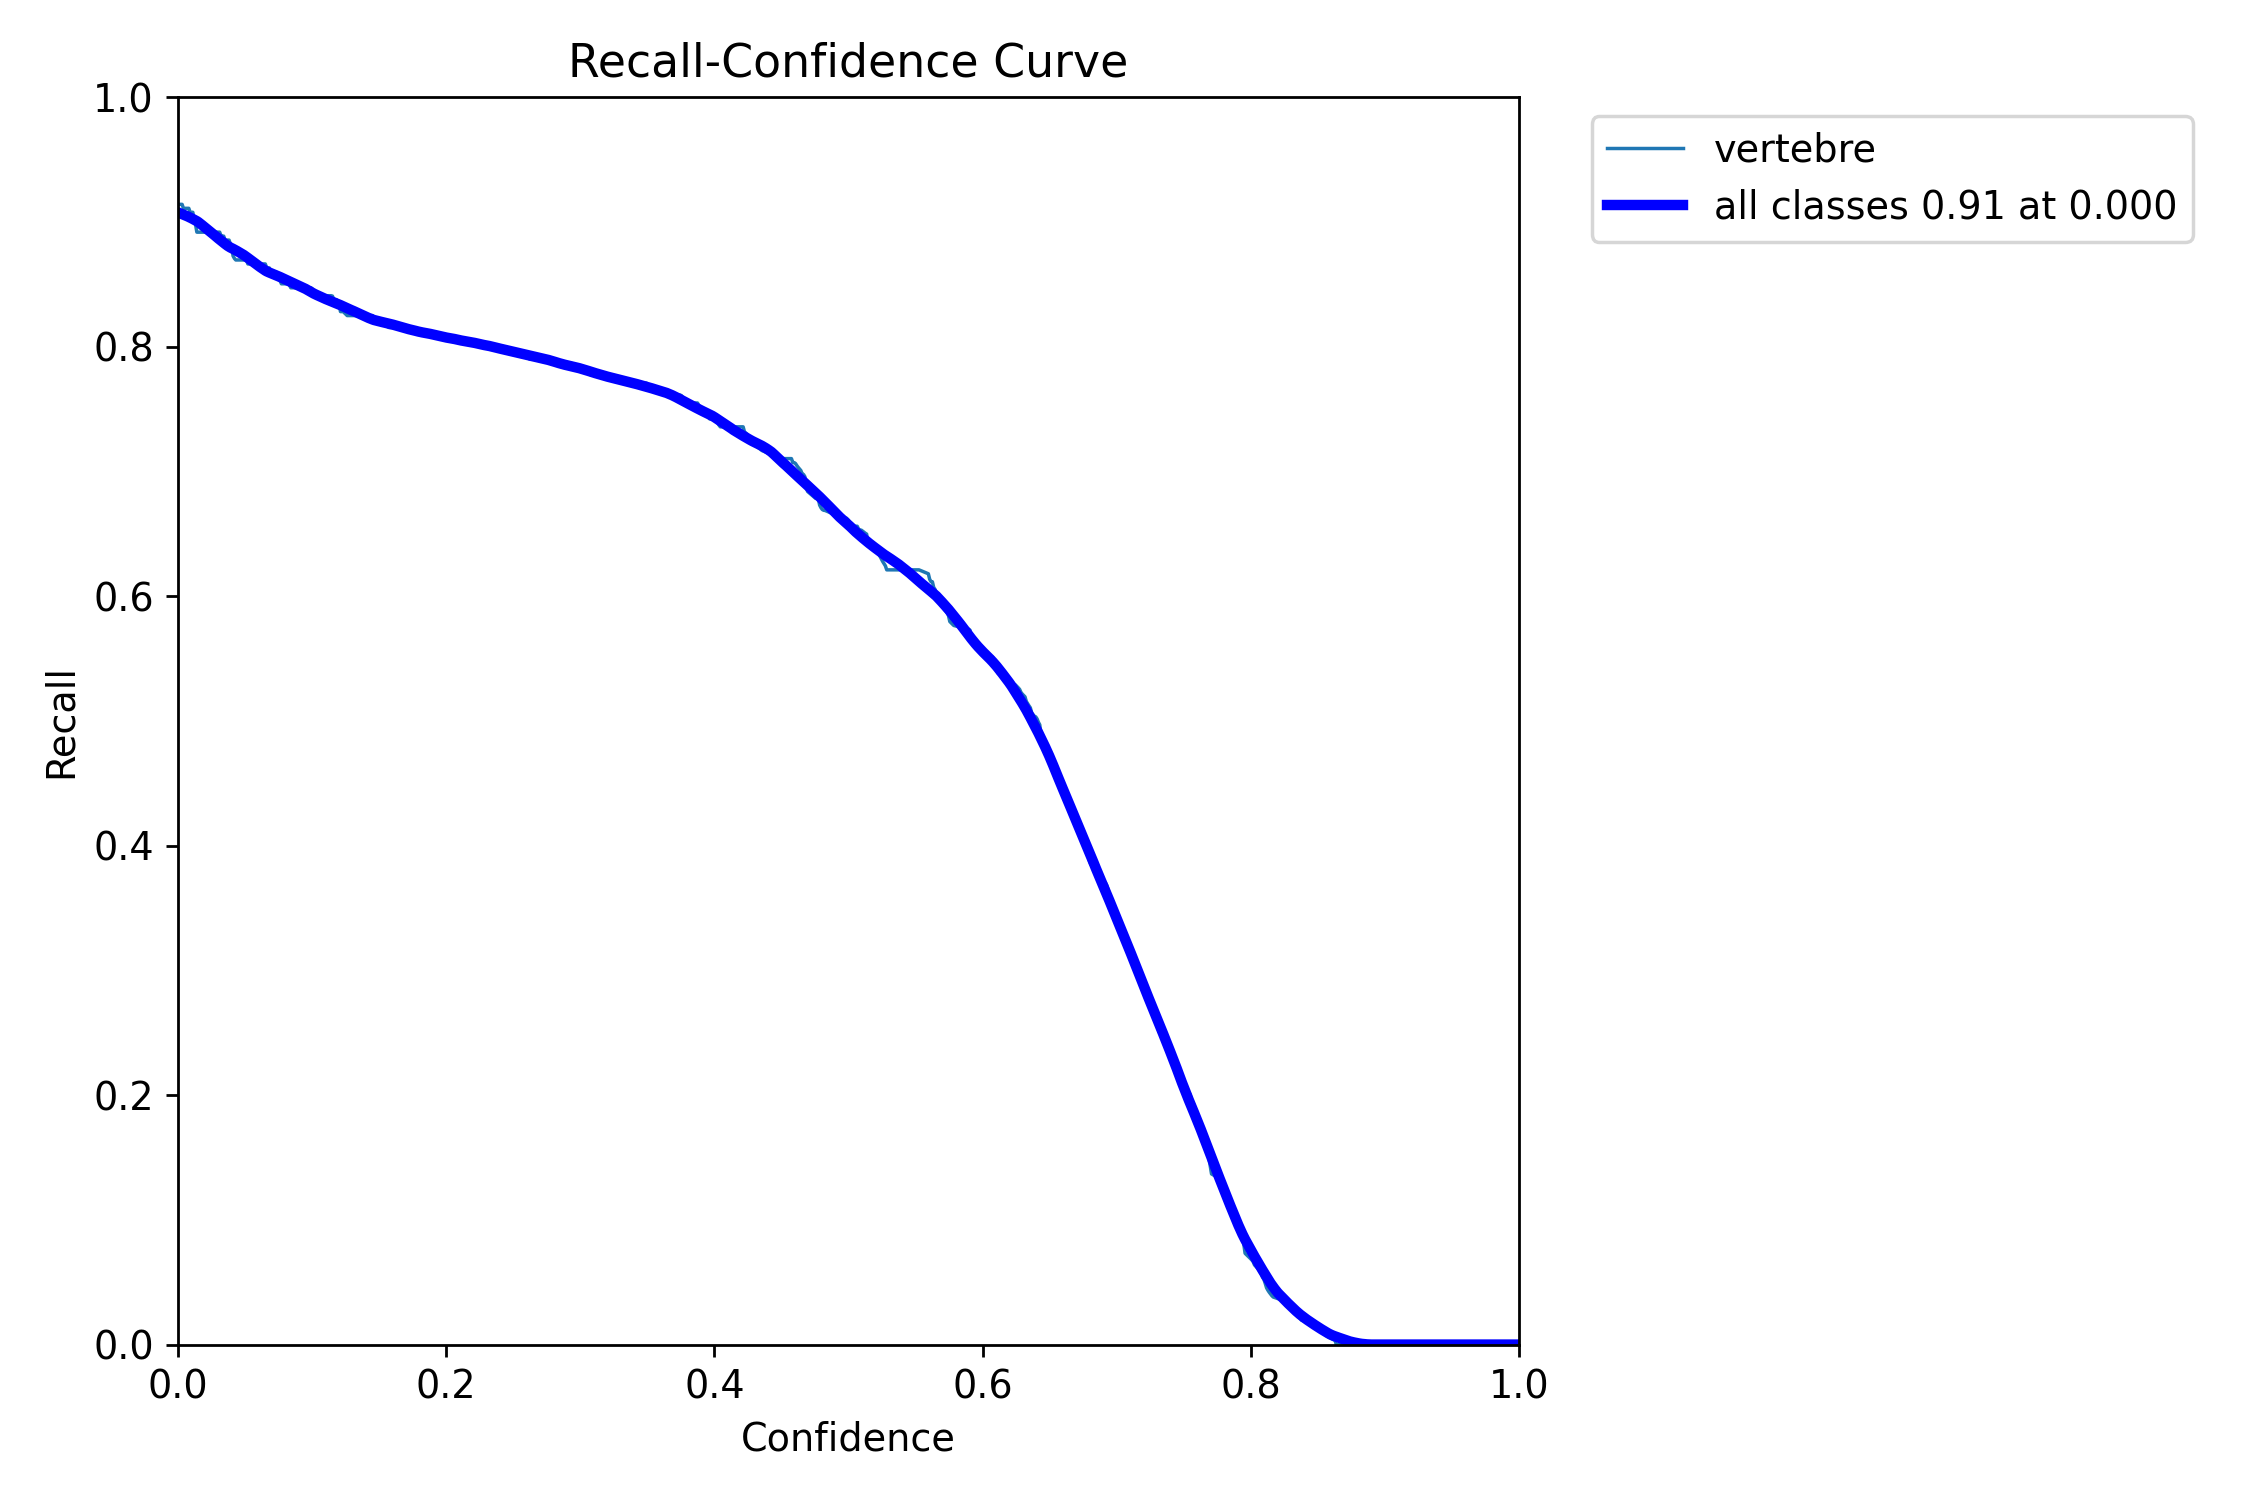 Recall-Confidence Curve
1.0
0.8
0.6
0.4
0.2
0.0
Recall
0.0 0.2 0.4 0.6 0.8 1.0
Confidence
vertebre
all classes 0.91 at 0.000